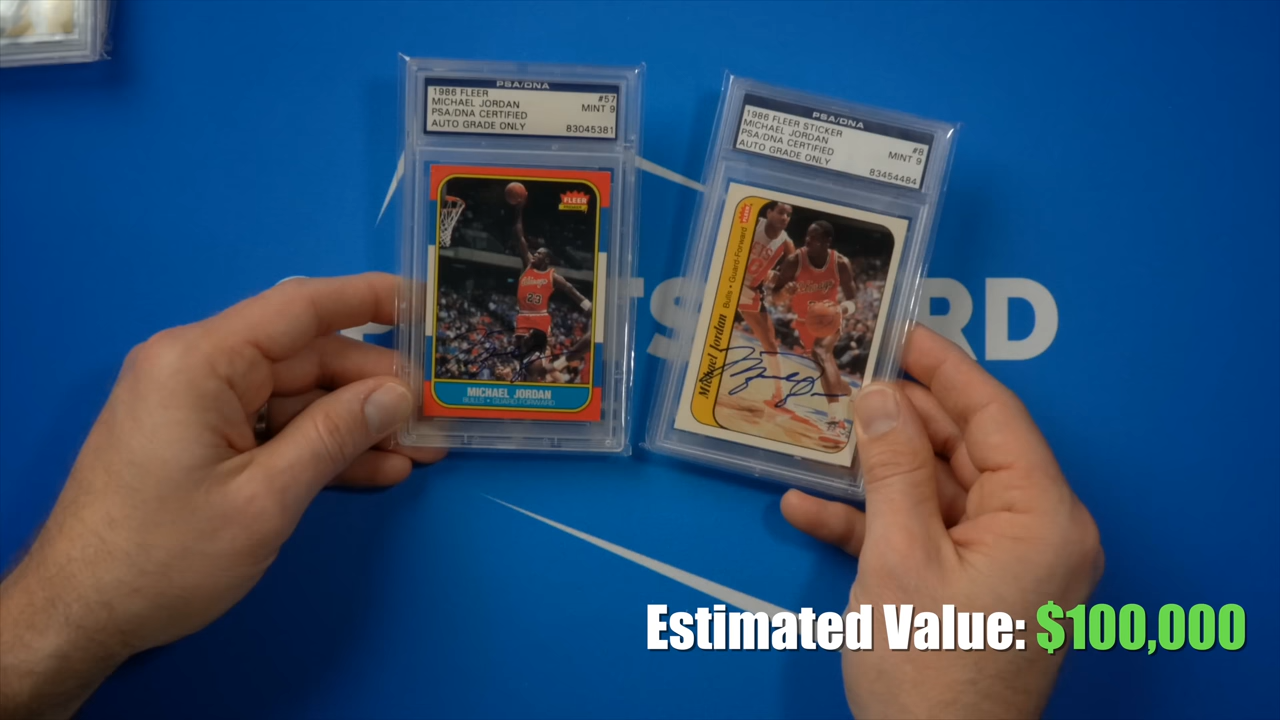 PSA/DNA
1986 FLEER
#57
MICHAEL JORDAN
MINT 9
PSA/DNA CERTIFIED
AUTO GRADE ONLY
83045381
FLEER
Chicago
23
MICHAEL JORDAN
BULLS • GUARD-FORWARD
PSA/DNA
1986 FLEER STICKER
#8
MICHAEL JORDAN
MINT 9
PSA/DNA CERTIFIED
AUTO GRADE ONLY
83454484
FLEER
Michael Jordan Bulls • Guard-Forward
RD
Estimated Value: $100,000